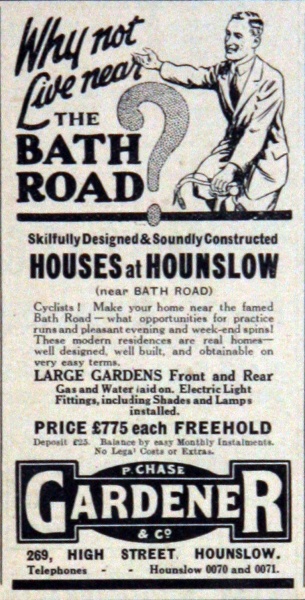 Why not
Live near
THE
BATH
ROAD?
Skilfully Designed & Soundly Constructed
HOUSES at HOUNSLOW
(near BATH ROAD)
Cyclists! Make your home near the famed
Bath Road—what opportunities for practice
runs and pleasant evening and week-end spins!
These modern residences are real homes—
well designed, well built, and obtainable on
very easy terms.
LARGE GARDENS Front and Rear
Gas and Water laid on. Electric Light
Fittings, including Shades and Lamps
installed.
PRICE £775 each FREEHOLD
Deposit £25. Balance by easy Monthly Instalments.
No Legal Costs or Extras.
P. CHASE
GARDENER
& Co
269, HIGH STREET, HOUNSLOW.
Telephones - - Hounslow 0070 and 0071.